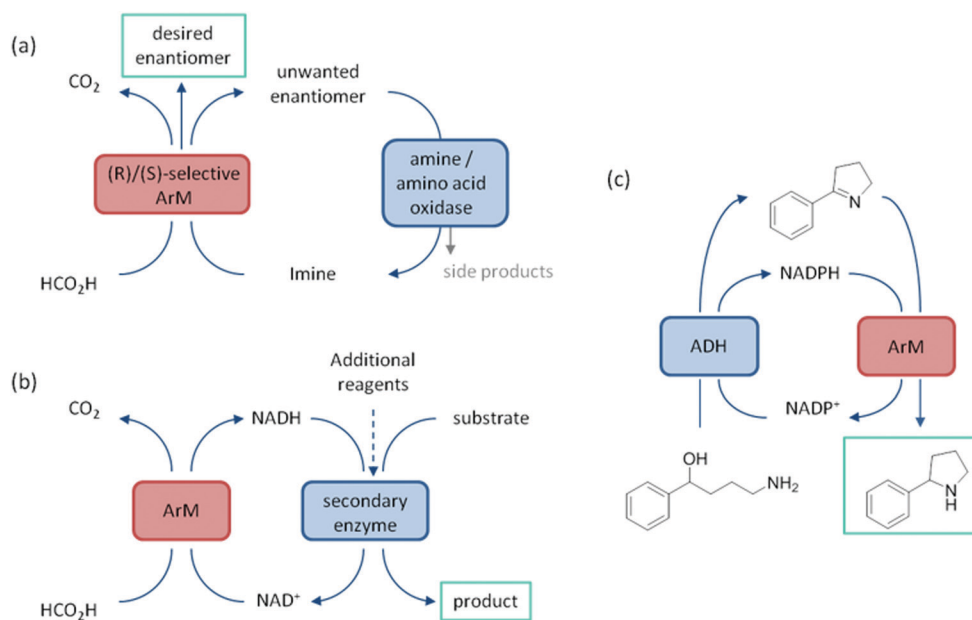 (a)
desired
enantiomer
CO₂
unwanted
enantiomer
(R)/(S)-selective
ArM
amine /
amino acid
oxidase
HCO₂H
Imine
side products
(b)
Additional
reagents
CO₂
NADH
substrate
ArM
secondary
enzyme
HCO₂H
NAD⁺
product
(c)
N
NADPH
ADH
ArM
NADP⁺
OH
NH₂
N
H